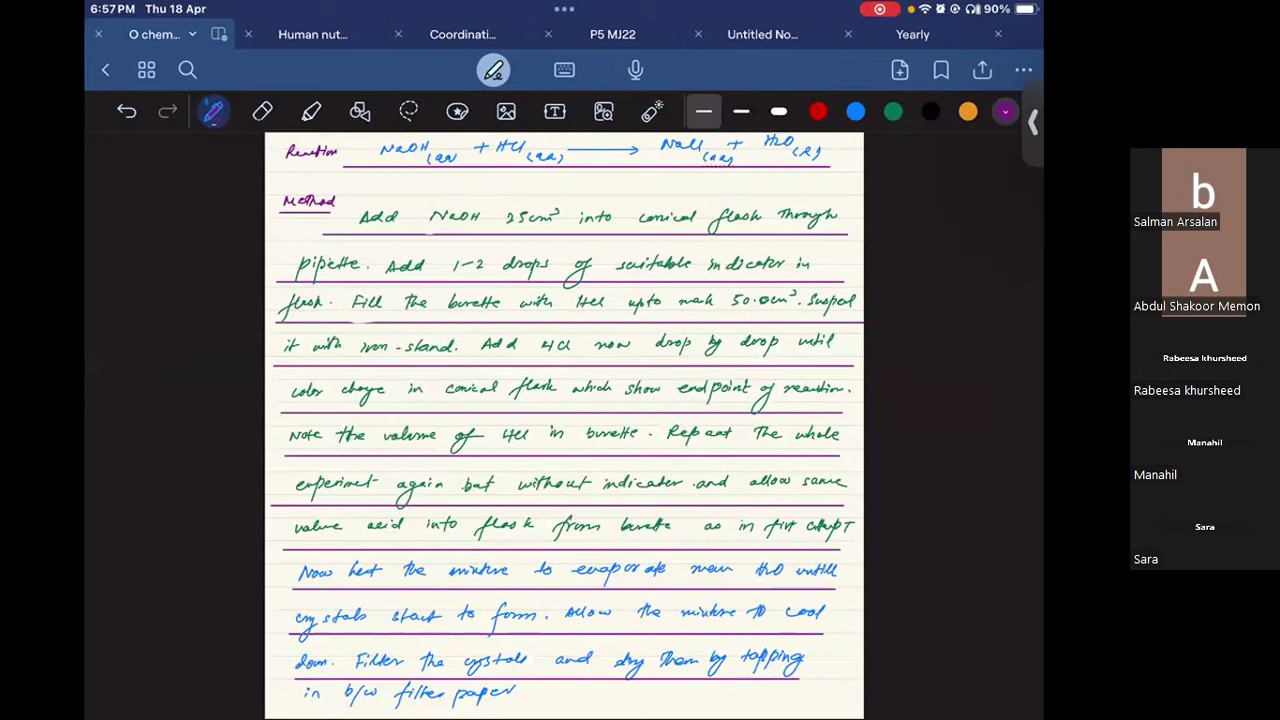 6:57 PM Thu 18 Apr
90%
O chem...
Human nut...
Coordinati...
P5 MJ22
Untitled No...
Yearly
Reaction NaOH(aq) + HCl(aq) → NaCl(aq) + H2O(l)
Method
Add NaOH 25cm³ into conical flask through
pipette. Add 1-2 drops of suitable indicator in
flask. Fill the burette with HCl upto mark 50.0cm³. Suspend
it with iron-stand. Add HCl now drop by drop until
color change in conical flask which show endpoint of reaction.
Note the volume of HCl in burette. Repeat the whole
experiment again but without indicator and allow same
volume acid into flask from burette as in first attempt
Now heat the mixture to evaporate H2O untill
crystals start to form. Allow the mixture to cool
down. Filter the crystals and dry them by tapping
in b/w filter paper
b
Salman Arsalan
A
Abdul Shakoor Memon
Rabeesa khursheed
Rabeesa khursheed
Manahil
Manahil
Sara
Sara